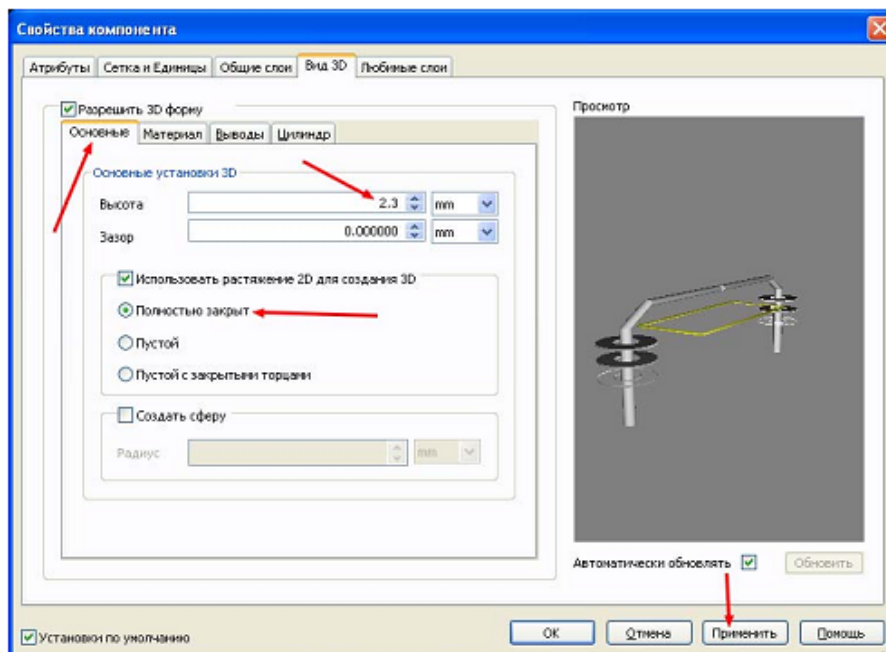 Свойства компонента
Атрибуты Сетка и Единицы Общие слои Вид 3D Любимые слои
Разрешить 3D форму
Просмотр
Основные Материал Выводы Цилиндр
Основные установки 3D
Высота 2.3 mm
Зазор 0.000000 mm
Использовать растяжение 2D для создания 3D
Полностью закрыт
Пустой
Пустой с закрытыми торцами
Создать сферу
Радиус mm
Автоматически обновлять Обновить
Установки по умолчанию OK Отмена Применить Помощь